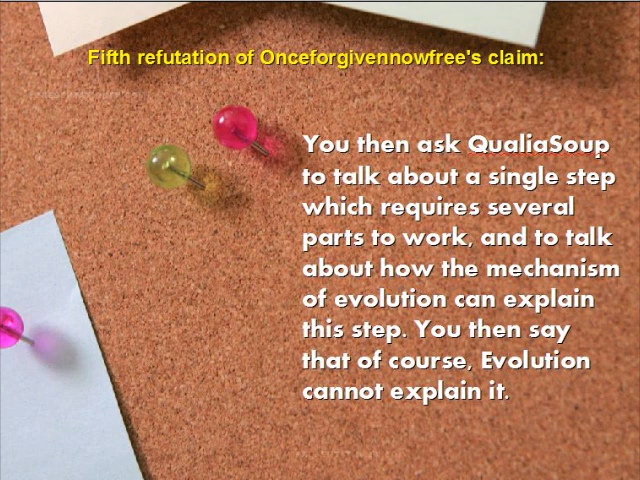 Fifth refutation of Onceforgivennowfree's claim:
You then ask QualiaSoup
to talk about a single step
which requires several
parts to work, and to talk
about how the mechanism
of evolution can explain
this step. You then say
that of course, Evolution
cannot explain it.